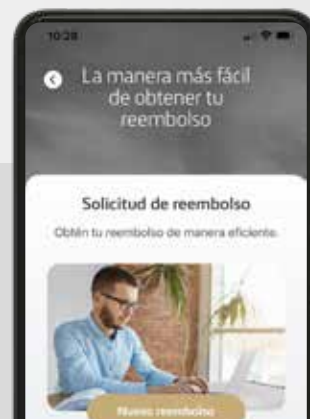 10:28
La manera más fácil
de obtener tu
reembolso
Solicitud de reembolso
Obtén tu reembolso de manera eficiente.
Nuevo reembolso